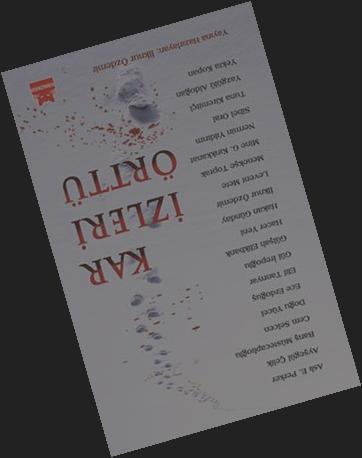 Aslı E. Perker
Ayşegül Çelik
Barış Müstecaplıoğlu
Cem Selcen
Doğu Yücel
Ece Erdoğuş
Elif Tanrıyar
Gül İrepoğlu
Gülşah Elikbank
Hacer Yeni
Hakan Günday
İlknur Özdemir
Levent Mete
Menekşe Toprak
Mine G. Kırıkkanat
Nermin Yıldırım
Sibel Oral
Tuna Kiremitçi
Yazgülü Aldoğan
Yekta Kopan
KAR
İZLERİ
ÖRTTÜ
Yayına Hazırlayan: İlknur Özdemir